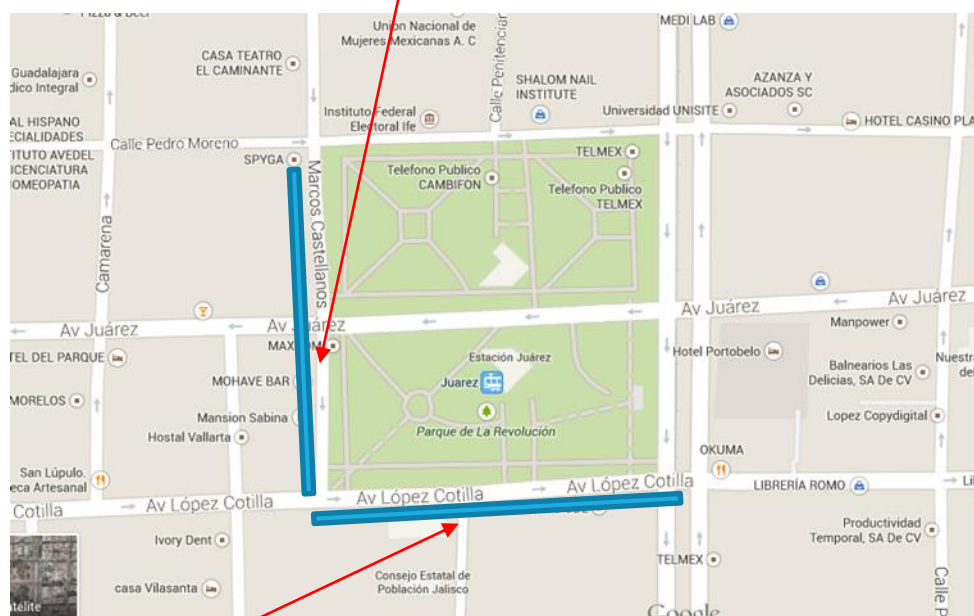 Unión Nacional de
Mujeres Mexicanas A. C
MEDI LAB
CASA TEATRO
EL CAMINANTE
Guadalajara
dico Integral
Calle Penitenciar
SHALOM NAIL
INSTITUTE
AZANZA Y
ASOCIADOS SC
Instituto Federal
Electoral Ife
Universidad UNISITE
HOTEL CASINO PLA
AL HISPANO
ECIALIDADES
Calle Pedro Moreno
TITUTO AVEDEL
ICENCIATURA
OMEOPATIA
SPYGA
TELMEX
Telefono Publico
CAMBIFON
Telefono Publico
TELMEX
Marcos Castellanos
Camarena
Av Juárez
Av Juárez
Av Juárez
Av Juárez
Manpower
TEL DEL PARQUE
Estación Juárez
Hotel Portobelo
Juarez
Balnearios Las
Delicias, SA De CV
Nuestr
de
MOHAVE BAR
MORELOS
Mansion Sabina
Lopez Copydigital
Hostal Vallarta
Parque de La Revolución
OKUMA
San Lúpulo.
eca Artesanal
Av López Cotilla
Av López Cotilla
Av López Cotilla
LIBRERÍA ROMO
Li
Cotilla
Productividad
Temporal, SA De CV
Ivory Dent
TELMEX
Consejo Estatal de
Población Jalisco
casa Vilasanta
Calle P
télite
Google